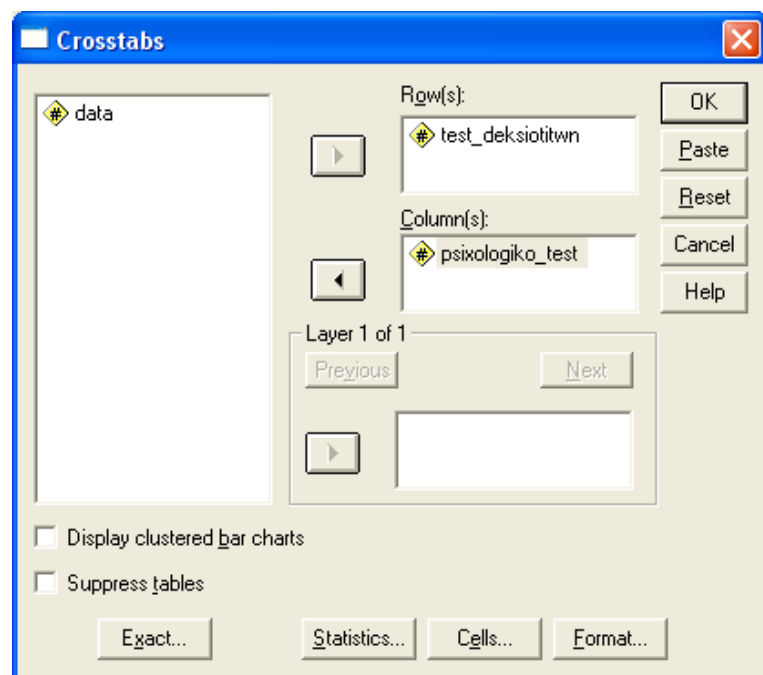 Crosstabs
data
Row(s):
test_deksiotitwn
Column(s):
psixologiko_test
Layer 1 of 1
Previous
Next
OK
Paste
Reset
Cancel
Help
Display clustered bar charts
Suppress tables
Exact...
Statistics...
Cells...
Format...